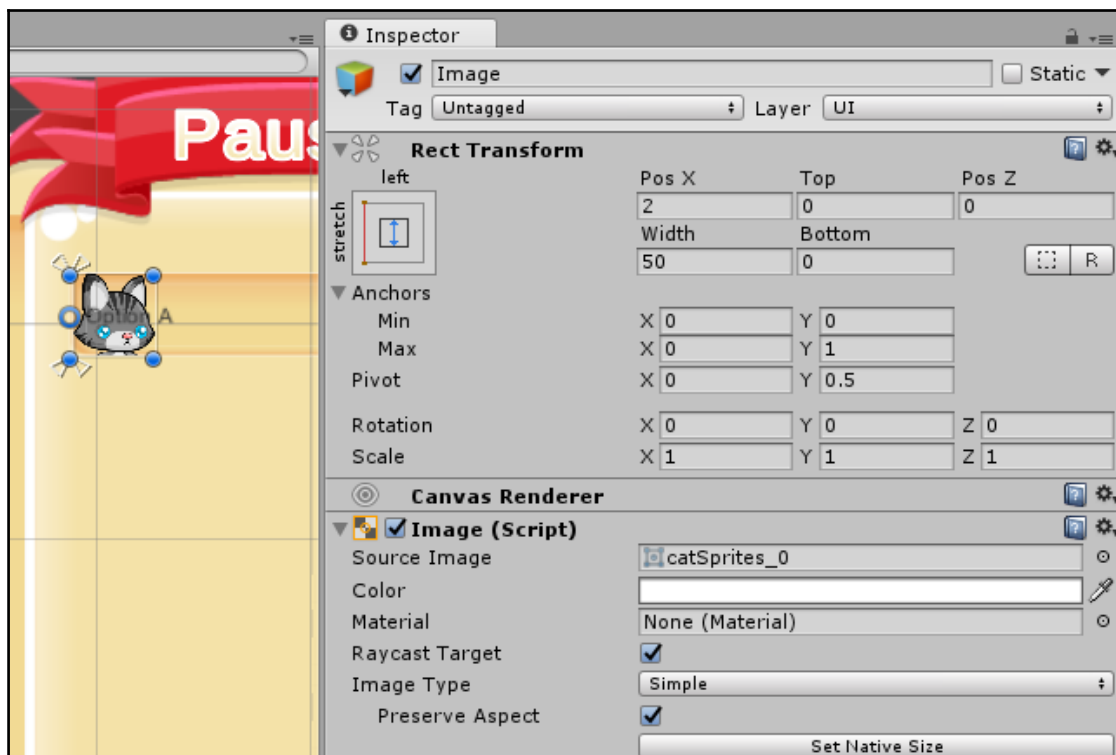 Inspector
Image
Static
Tag Untagged Layer UI
Paus
Rect Transform
left
stretch
Pos X Top Pos Z
2 0 0
Width Bottom
50 0 R
Anchors
Min X 0 Y 0
Max X 0 Y 1
Pivot X 0 Y 0.5
Option A
Rotation X 0 Y 0 Z 0
Scale X 1 Y 1 Z 1
Canvas Renderer
Image (Script)
Source Image catSprites_0
Color
Material None (Material)
Raycast Target
Image Type Simple
Preserve Aspect
Set Native Size